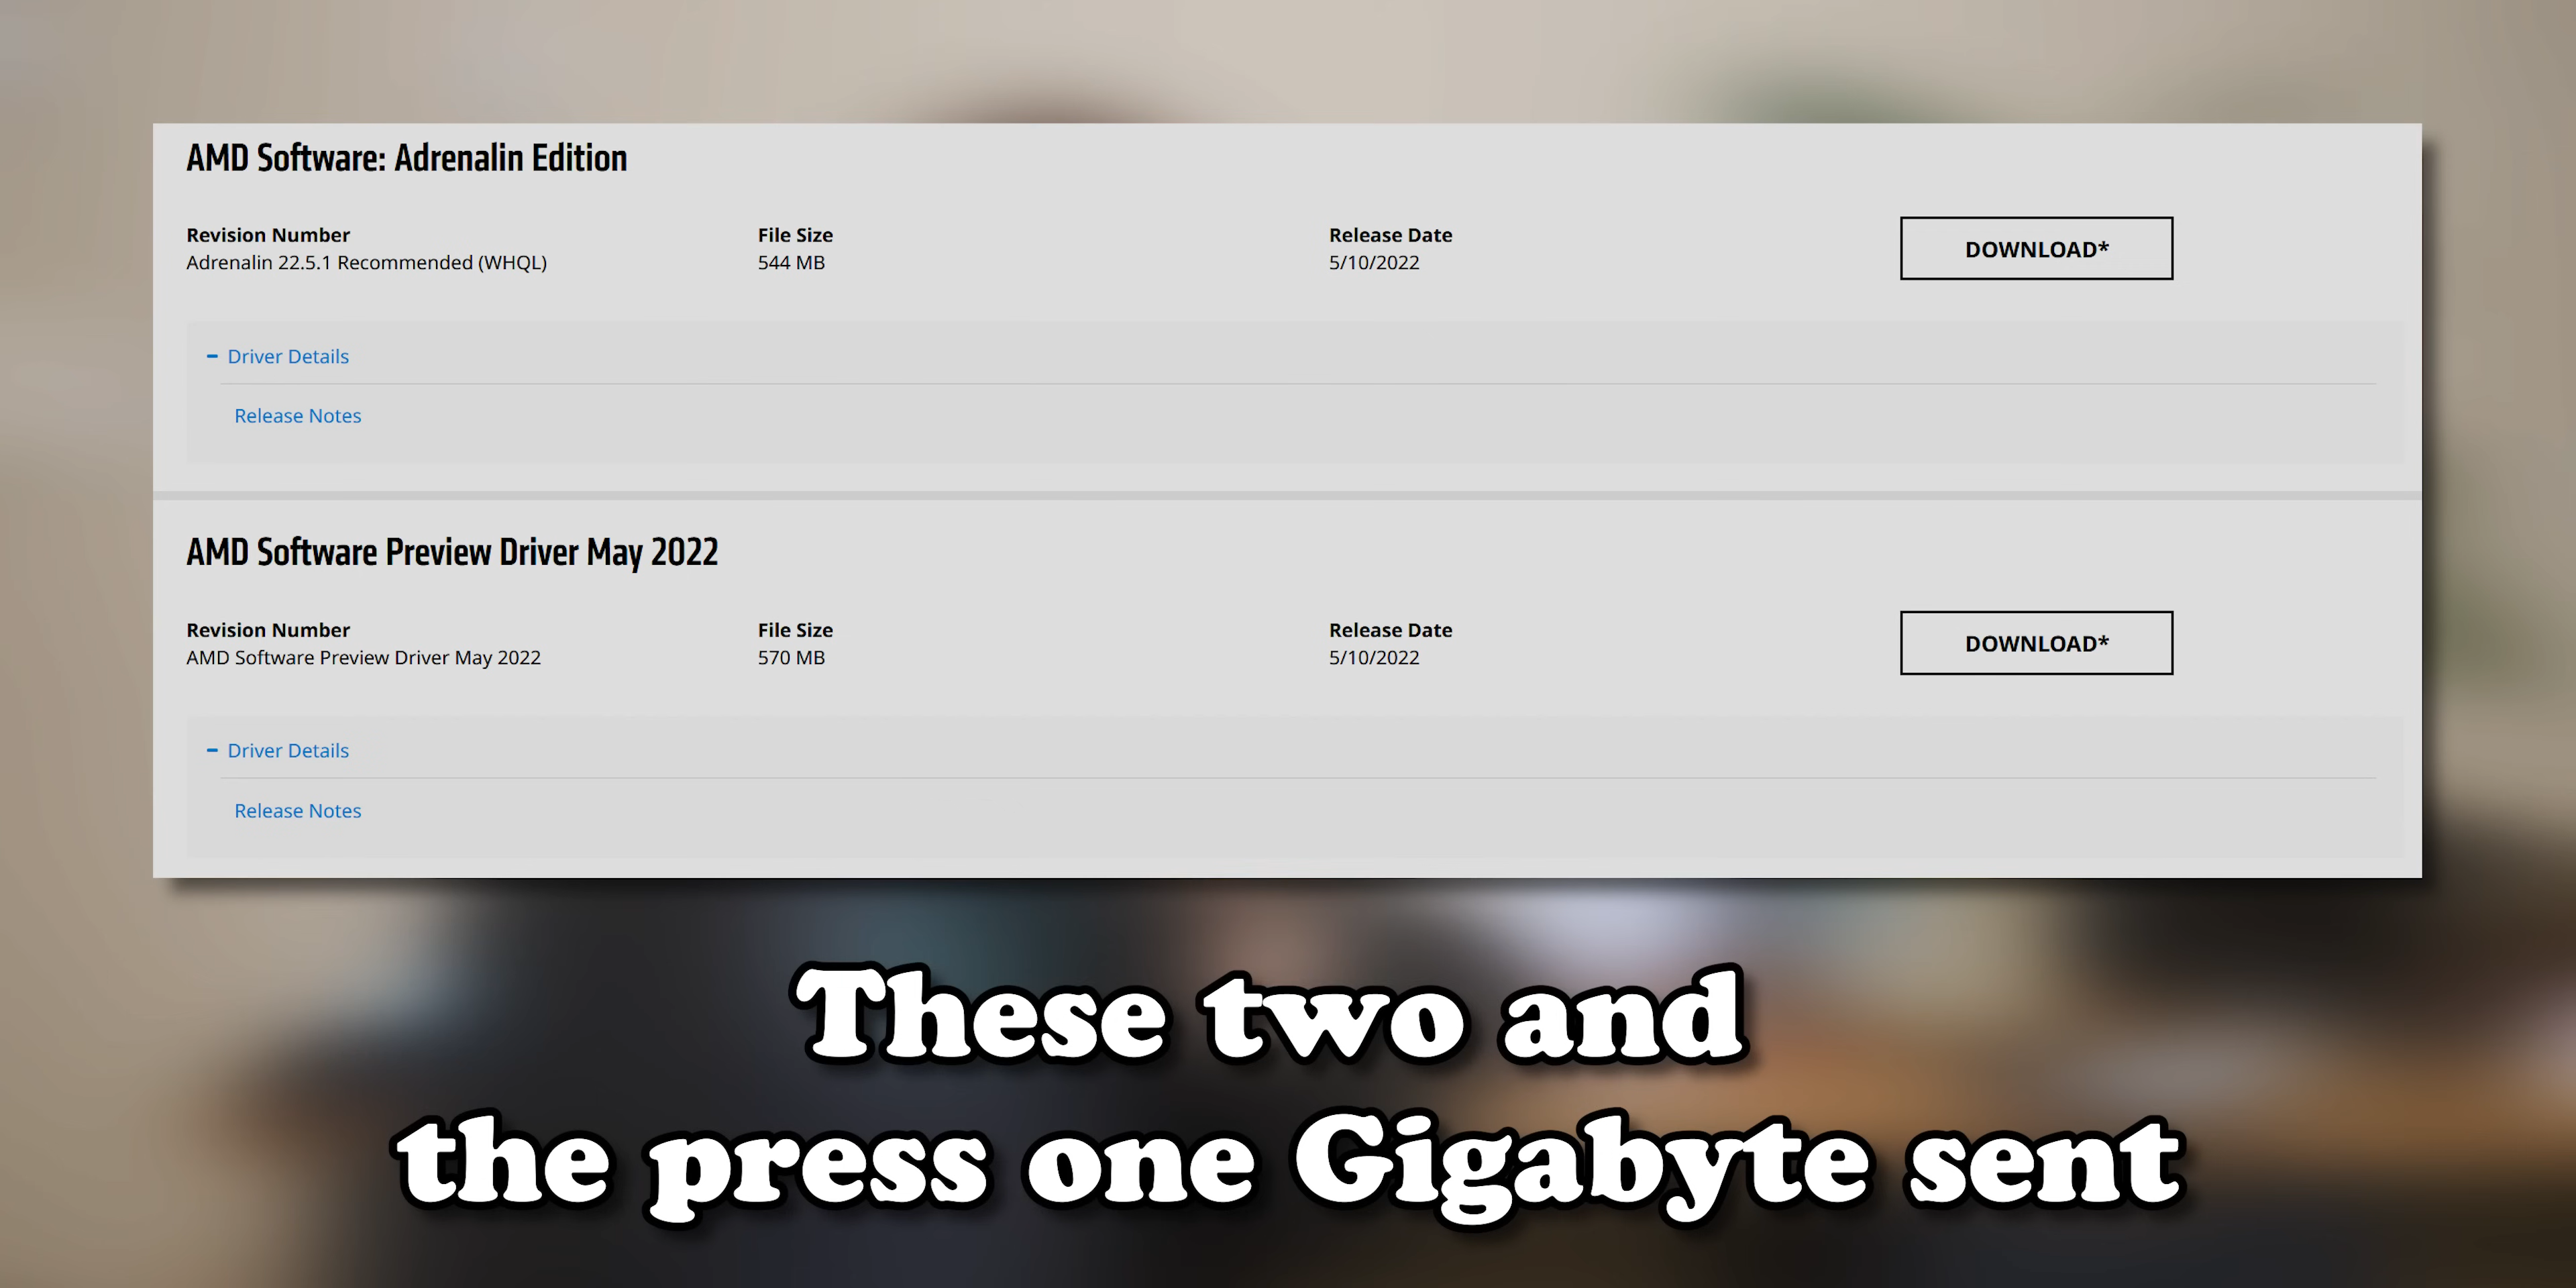 AMD Software: Adrenalin Edition
Revision Number
Adrenalin 22.5.1 Recommended (WHQL)
File Size
544 MB
Release Date
5/10/2022
DOWNLOAD*
– Driver Details
Release Notes
AMD Software Preview Driver May 2022
Revision Number
AMD Software Preview Driver May 2022
File Size
570 MB
Release Date
5/10/2022
DOWNLOAD*
– Driver Details
Release Notes
These two and
the press one Gigabyte sent